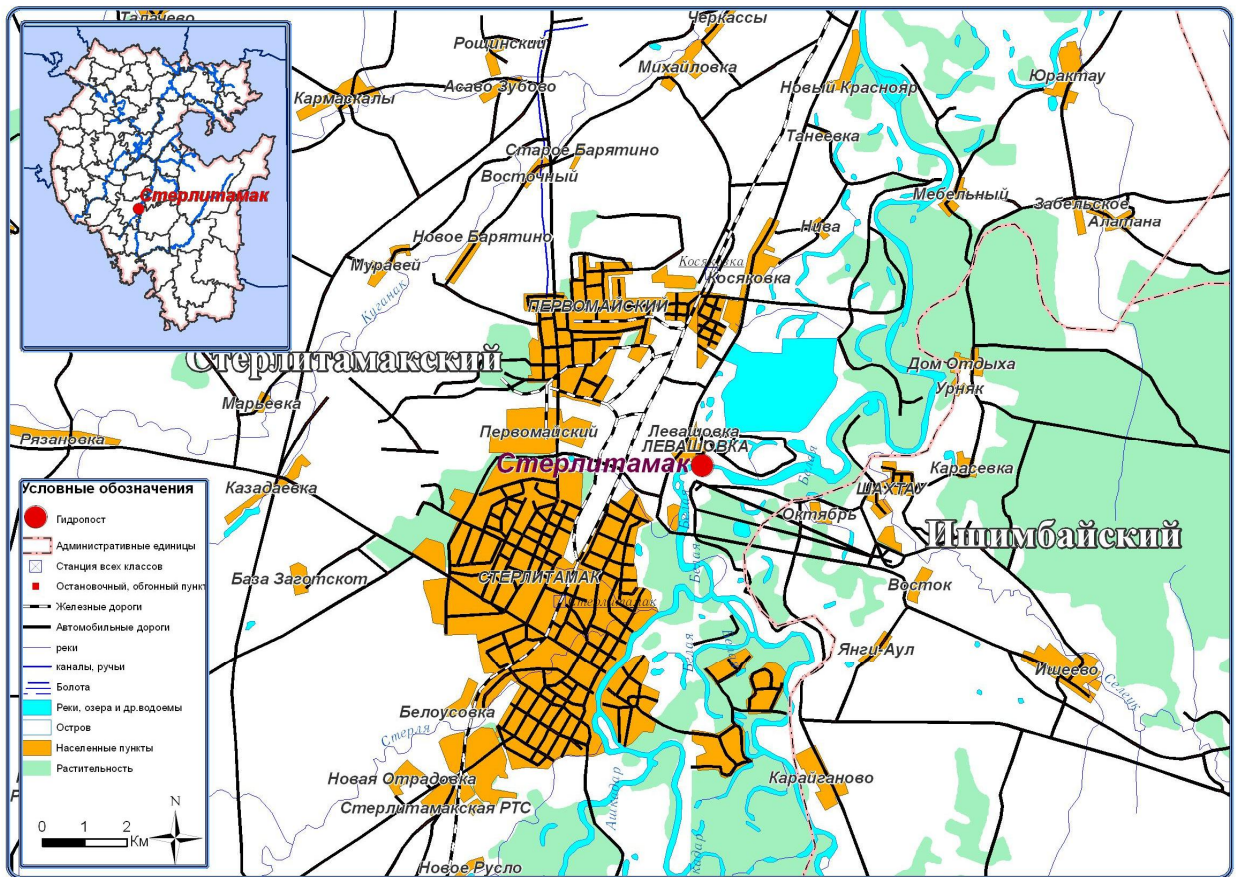 Талачево
Черкассы
Рощинский
Михайловка
Асаво Зубово
Кармаскалы
Новый Краснояр
Юрактау
Танеевка
Старое Барятино
Восточный
Стерлитамак
Мебельный
Забельское
Алатана
Нива
Новое Барятино
Муравей
Косяковка
Косяковка
Куганак
ПЕРВОМАЙСКИЙ
Стерлитамакский
Дом Отдыха
Урняк
Марьевка
Рязановка
Первомайский
Левашовка
ЛЕВАШОВКА
Стерлитамак
Белая
Карасевка
Казадаевка
ШАХТАУ
Октябрь
Ишимбайский
Белая
Белая
База Заготскот
СТЕРЛИТАМАК
Стерлитамак
Восток
Белая
Янги-Аул
Ишеево
Селеук
Белоусовка
Стерля
Новая Отрадовка
Стерлитамакская РТС
Карайганово
Ашкадар
кадар
Новое Русло
Условные обозначения
Гидропост
Административные единицы
Станция всех классов
Остановочный, обгонный пункт
Железные дороги
Автомобильные дороги
реки
каналы, ручьи
Болота
Реки, озера и др.водоемы
Остров
Населенные пункты
Растительность
N
0 1 2
Км